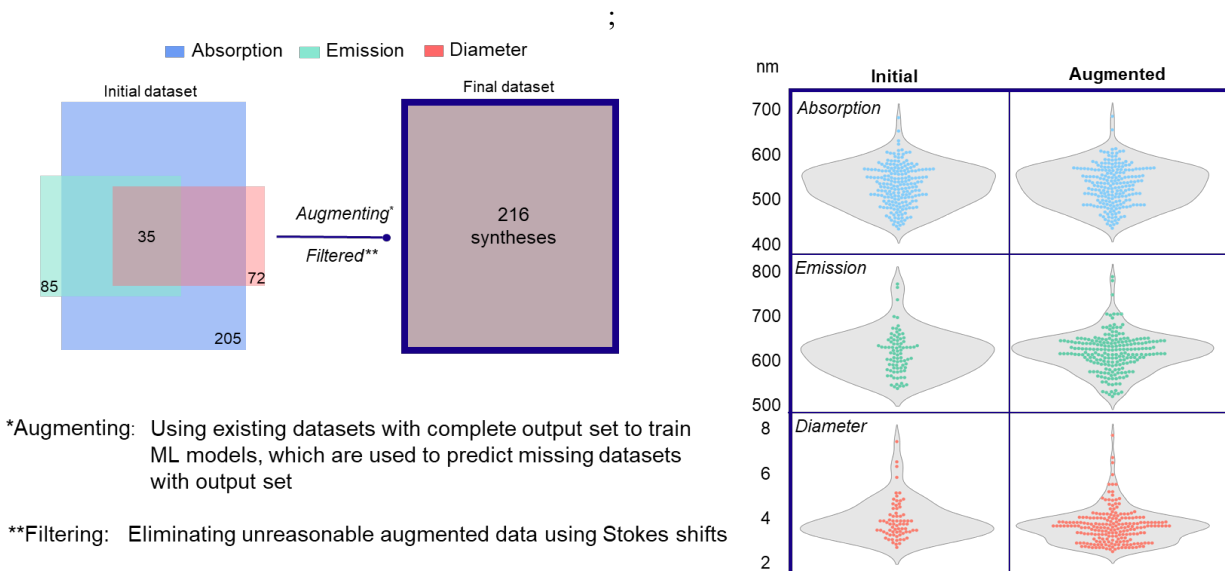 ;
Absorption Emission Diameter
Initial dataset
35
85
72
205
Augmenting*
Filtered**
Final dataset
216
syntheses
*Augmenting: Using existing datasets with complete output set to train
ML models, which are used to predict missing datasets
with output set
**Filtering: Eliminating unreasonable augmented data using Stokes shifts
nm
Initial Augmented
Absorption
700
600
500
400
Emission
800
700
600
500
Diameter
8
6
4
2